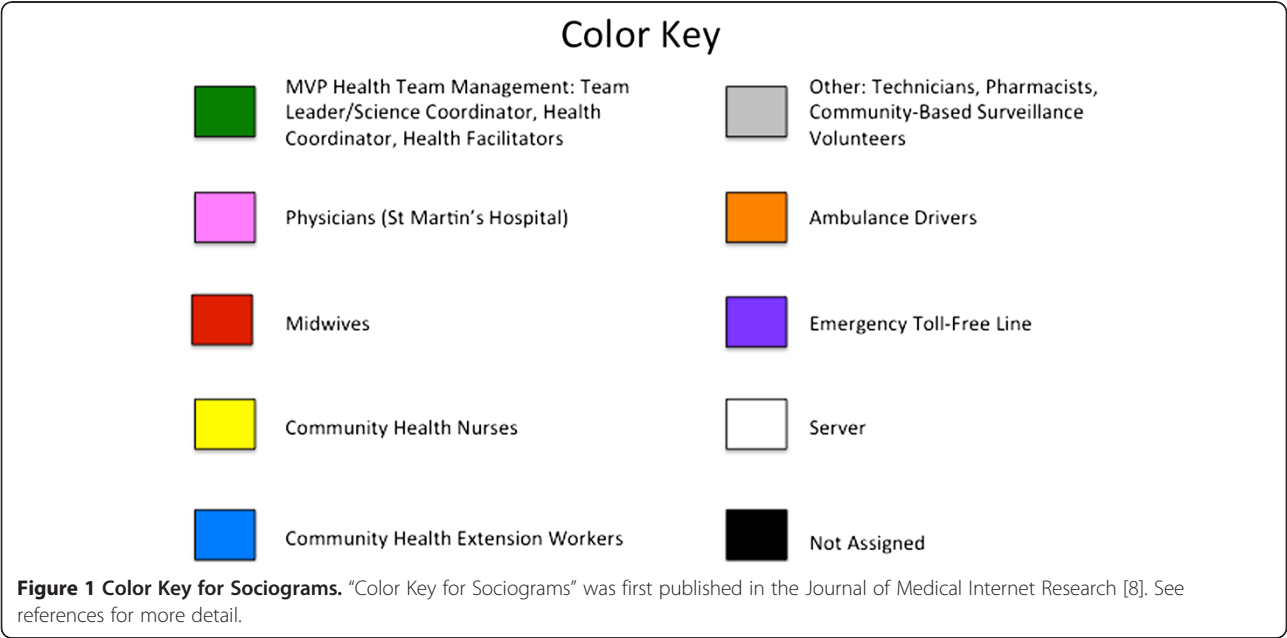 Color Key
MVP Health Team Management: Team
Leader/Science Coordinator, Health
Coordinator, Health Facilitators
Physicians (St Martin's Hospital)
Midwives
Community Health Nurses
Community Health Extension Workers
Other: Technicians, Pharmacists,
Community-Based Surveillance
Volunteers
Ambulance Drivers
Emergency Toll-Free Line
Server
Not Assigned
Figure 1 Color Key for Sociograms. “Color Key for Sociograms” was first published in the Journal of Medical Internet Research [8]. See
references for more detail.